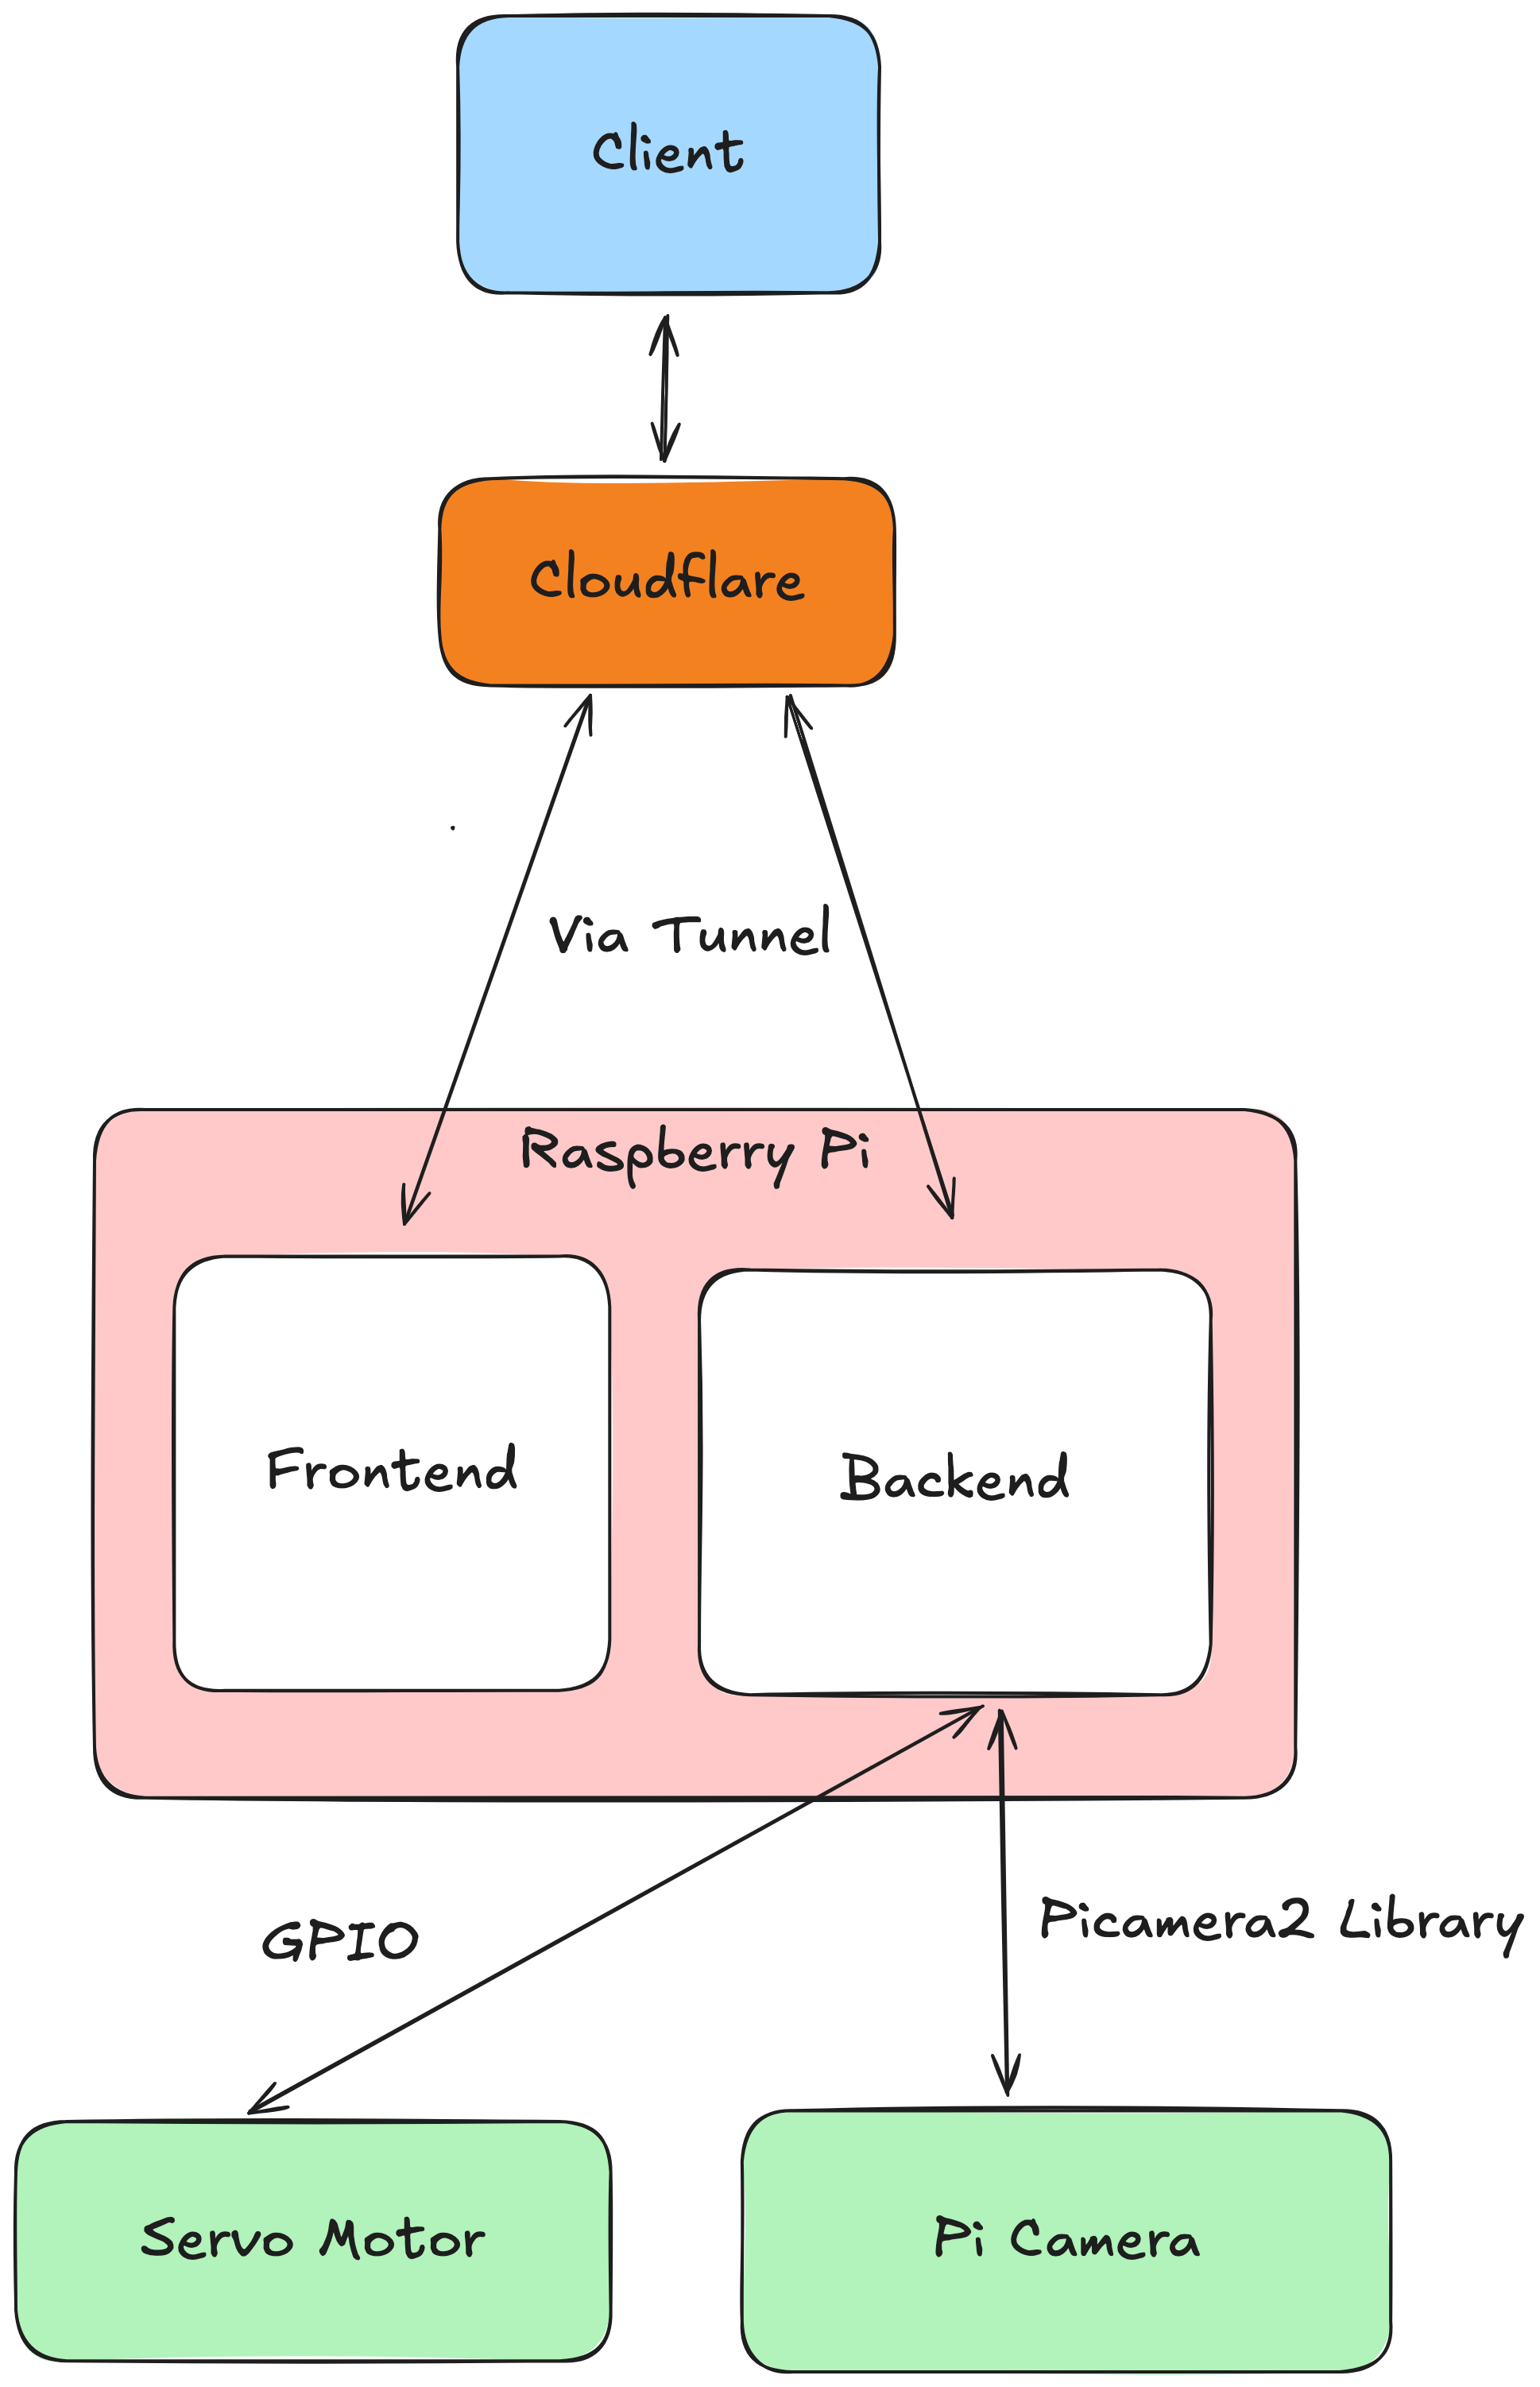 Client
Cloudflare
Via Tunnel
Raspberry Pi
Frontend
Backend
GPIO
Picamera2 Library
Servo Motor
Pi Camera